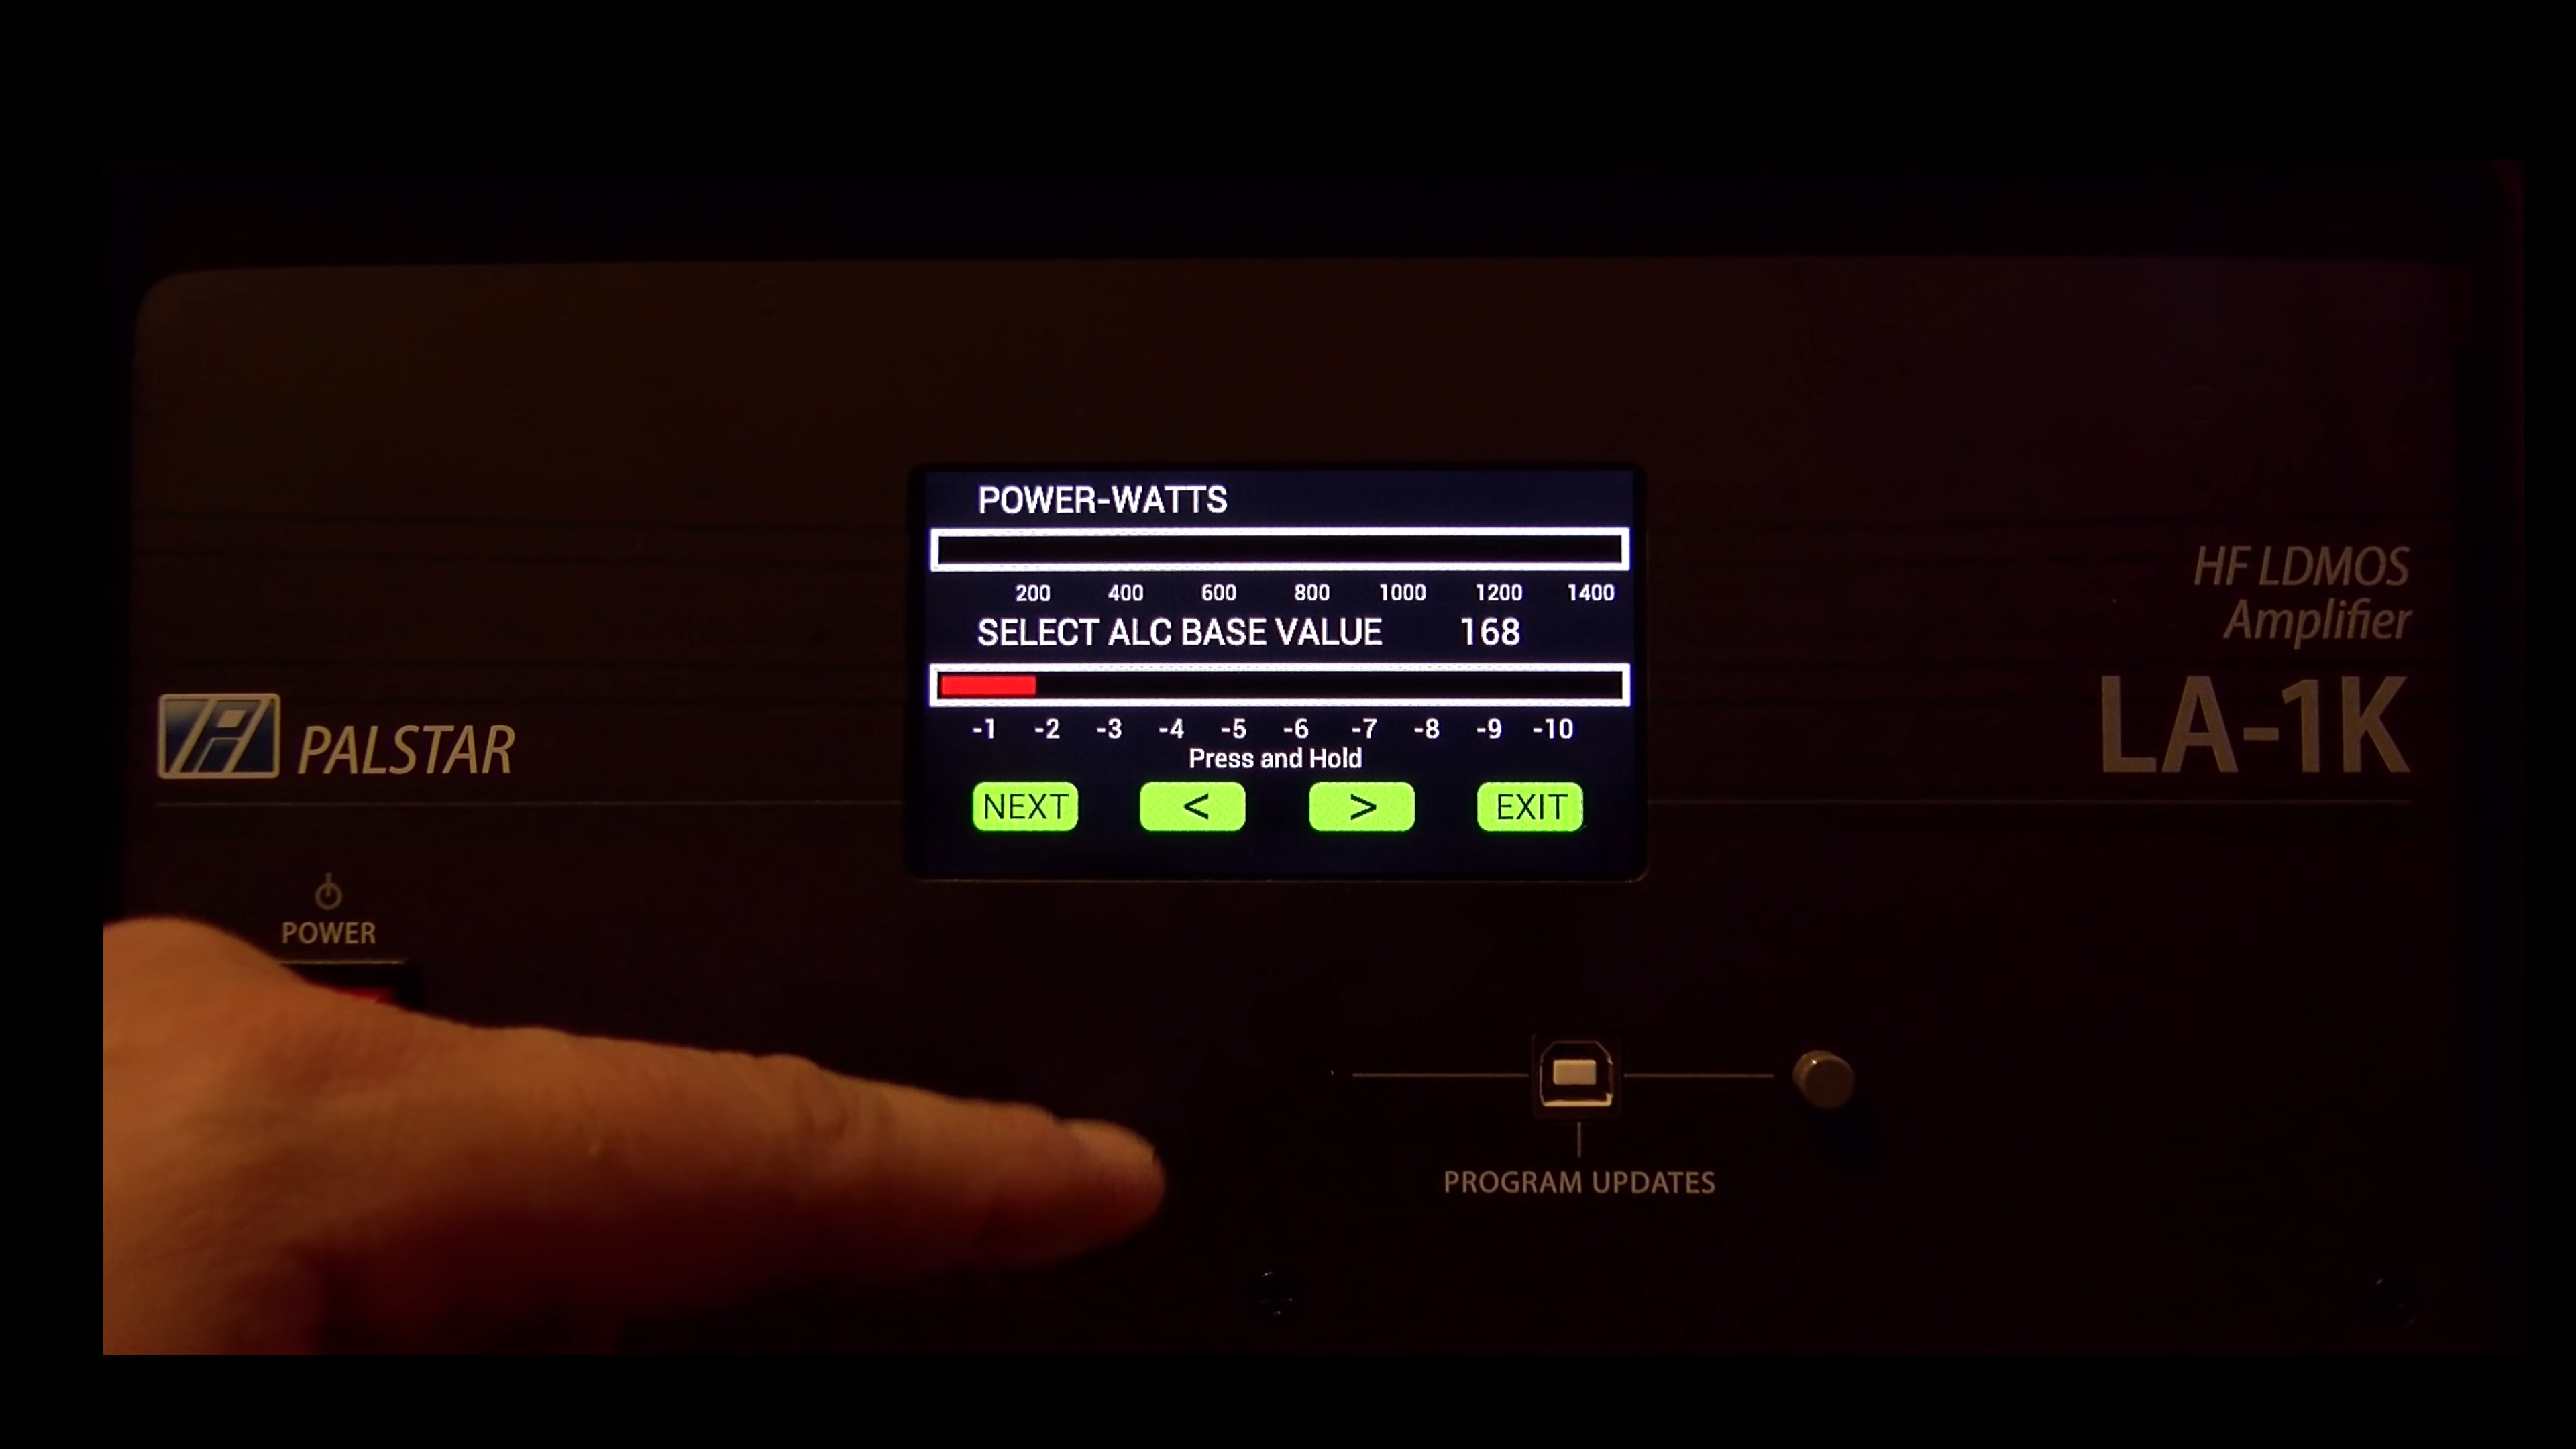 POWER-WATTS
200 400 600 800 1000 1200 1400
SELECT ALC BASE VALUE 168
-1 -2 -3 -4 -5 -6 -7 -8 -9 -10
Press and Hold
NEXT < > EXIT
HF LDMOS
Amplifier
LA-1K
PALSTAR
POWER
PROGRAM UPDATES